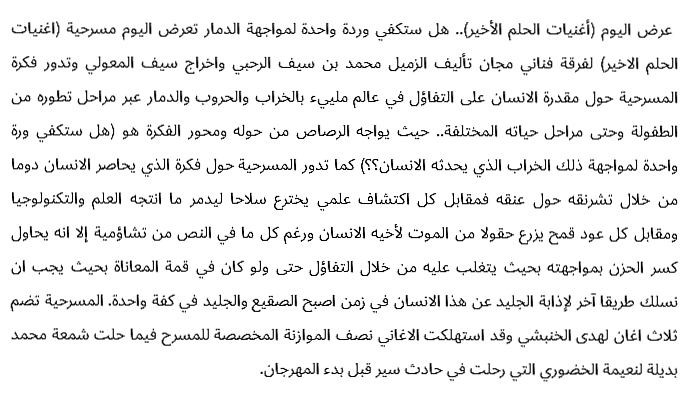 عرض اليوم (أغنيات الحلم الأخير).. هل ستكفي وردة واحدة لمواجهة الدمار تعرض اليوم مسرحية (اغنيات
الحلم الاخير) لفرقة فناني مجان تأليف الزميل محمد بن سيف الرحبي واخراج سيف المعولي وتدور فكرة
المسرحية حول مقدرة الانسان على التفاؤل في عالم مليىء بالخراب والحروب والدمار عبر مراحل تطوره من
الطفولة وحتى مراحل حياته المختلفة.. حيث يواجه الرصاص من حوله ومحور الفكرة هو (هل ستكفي ورة
واحدة لمواجهة ذلك الخراب الذي يحدثه الانسان؟؟) كما تدور المسرحية حول فكرة الذي يحاصر الانسان دوما
من خلال تشرنقه حول عنقه فمقابل كل اكتشاف علمي يخترع سلاحا ليدمر ما انتجه العلم والتكنولوجيا
ومقابل كل عود قمح يزرع حقولا من الموت لأخيه الانسان ورغم كل ما في النص من تشاؤمية إلا انه يحاول
كسر الحزن بمواجهته بحيث يتغلب عليه من خلال التفاؤل حتى ولو كان في قمة المعاناة بحيث يجب ان
نسلك طريقا آخر لإذابة الجليد عن هذا الانسان في زمن اصبح الصقيع والجليد في كفة واحدة. المسرحية تضم
ثلاث اغان لهدى الخنبشي وقد استهلكت الاغاني نصف الموازنة المخصصة للمسرح فيما حلت شمعة محمد
بديلة لنعيمة الخضوري التي رحلت في حادث سير قبل بدء المهرجان.